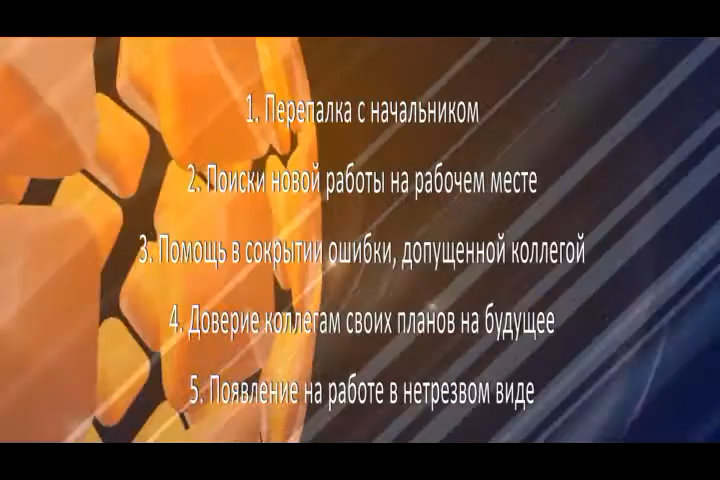 1. Перепалка с начальником
2. Поиски новой работы на рабочем месте
3. Помощь в сокрытии ошибки, допущенной коллегой
4. Доверие коллегам своих планов на будущее
5. Появление на работе в нетрезвом виде